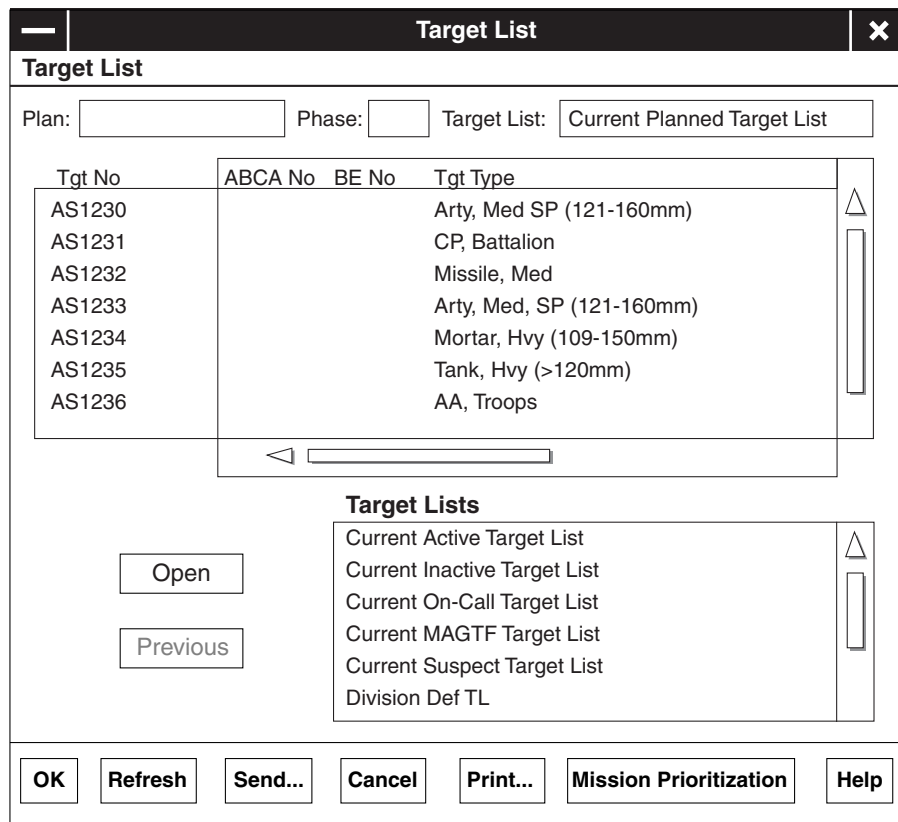 Target List
Target List
Plan: Phase: Target List: Current Planned Target List
Tgt No ABCA No BE No Tgt Type
AS1230 Arty, Med SP (121-160mm)
AS1231 CP, Battalion
AS1232 Missile, Med
AS1233 Arty, Med, SP (121-160mm)
AS1234 Mortar, Hvy (109-150mm)
AS1235 Tank, Hvy (>120mm)
AS1236 AA, Troops
Target Lists
Current Active Target List
Open Current Inactive Target List
Current On-Call Target List
Previous Current MAGTF Target List
Current Suspect Target List
Division Def TL
OK Refresh Send... Cancel Print... Mission Prioritization Help